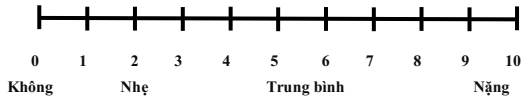 0 1 2 3 4 5 6 7 8 9 10
Không Nhẹ Trung bình Nặng